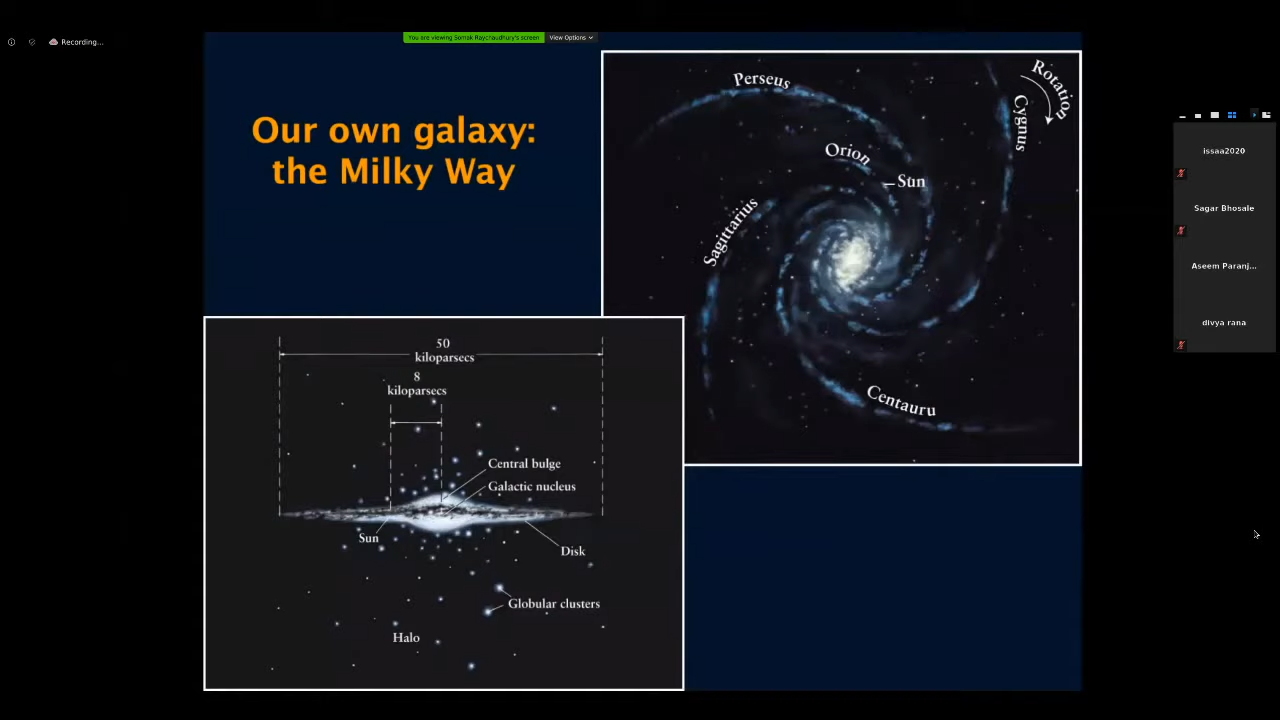 Recording...
You are viewing Somak Raychaudhury's screen
View Options
Our own galaxy:
the Milky Way
Perseus
Rotation
Cygnus
Orion
Sun
Sagittarius
Centauru
50
kiloparsecs
8
kiloparsecs
Central bulge
Galactic nucleus
Sun
Disk
Globular clusters
Halo
issaa2020
Sagar Bhosale
Aseem Paranj...
divya rana